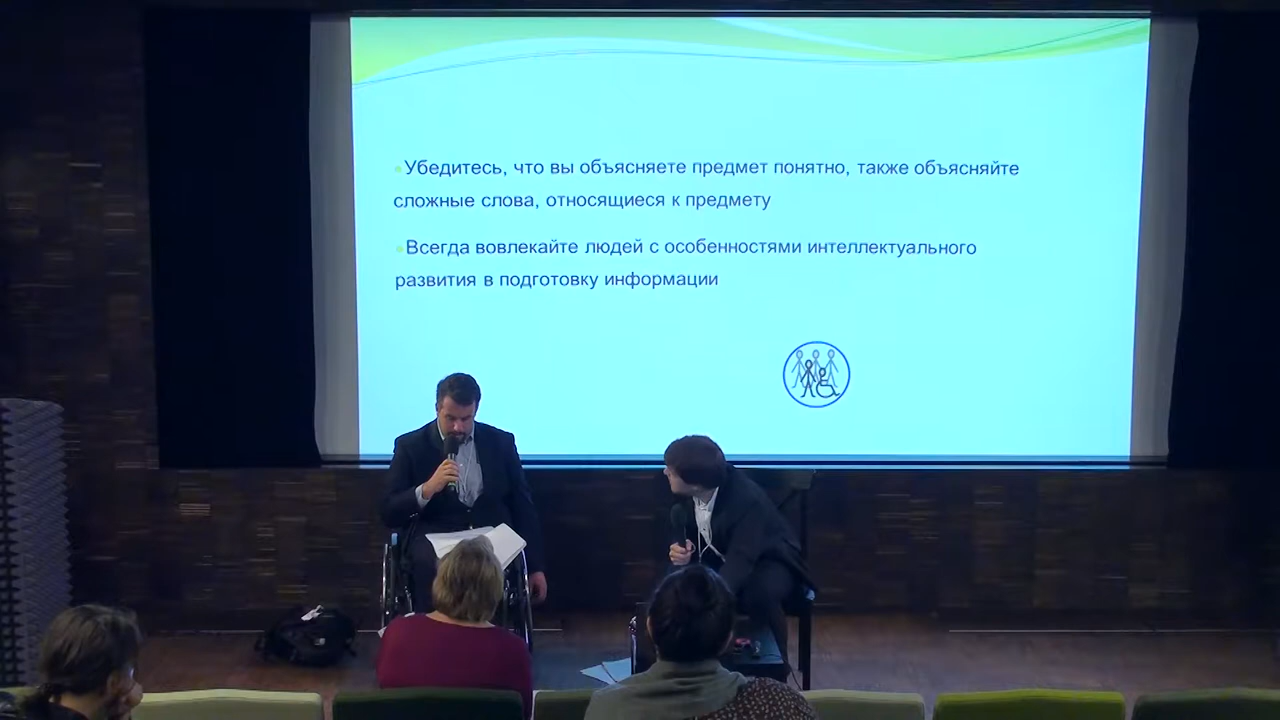 Убедитесь, что вы объясняете предмет понятно, также объясняйте
сложные слова, относящиеся к предмету
Всегда вовлекайте людей с особенностями интеллектуального
развития в подготовку информации